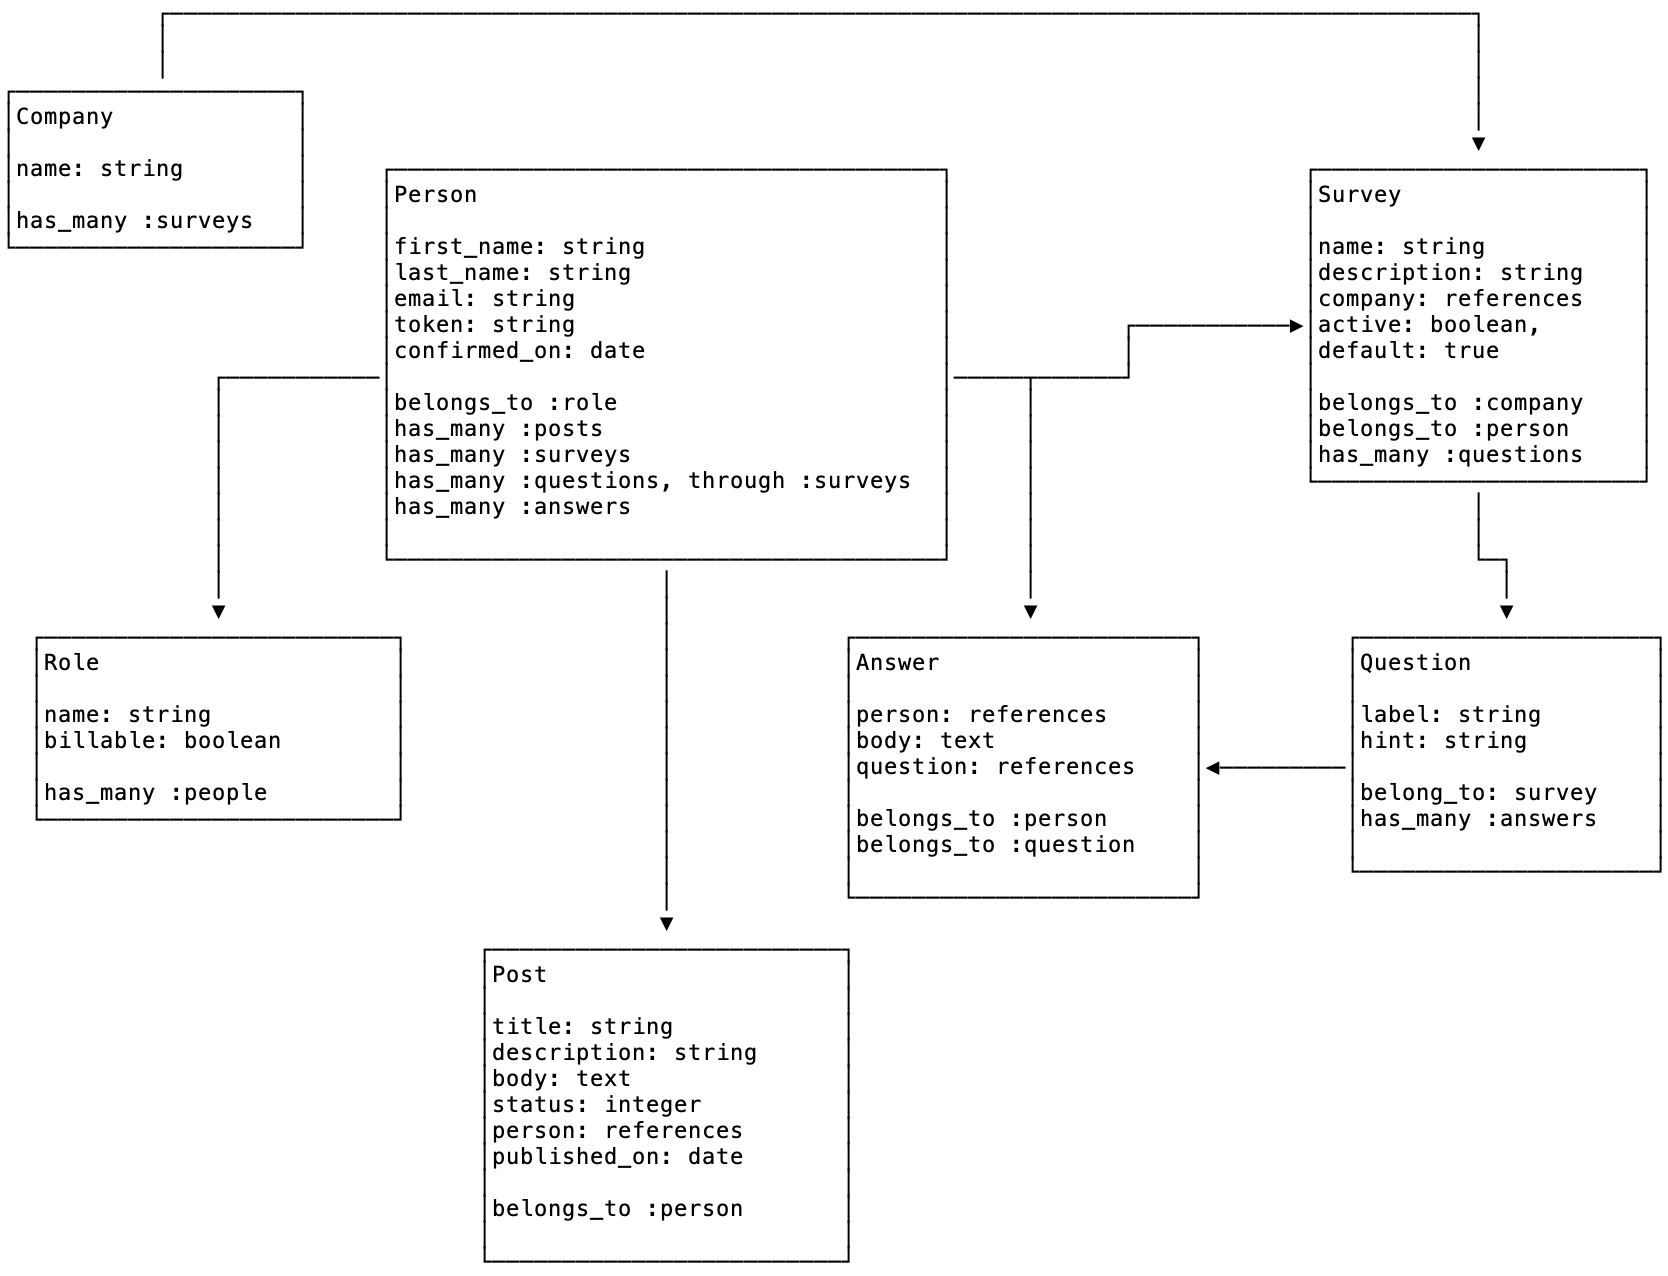 Company
name: string
has_many :surveys
Person
first_name: string
last_name: string
email: string
token: string
confirmed_on: date
belongs_to :role
has_many :posts
has_many :surveys
has_many :questions, through :surveys
has_many :answers
Survey
name: string
description: string
company: references
active: boolean,
default: true
belongs_to :company
belongs_to :person
has_many :questions
Role
name: string
billable: boolean
has_many :people
Answer
person: references
body: text
question: references
belongs_to :person
belongs_to :question
Question
label: string
hint: string
belong_to: survey
has_many :answers
Post
title: string
description: string
body: text
status: integer
person: references
published_on: date
belongs_to :person